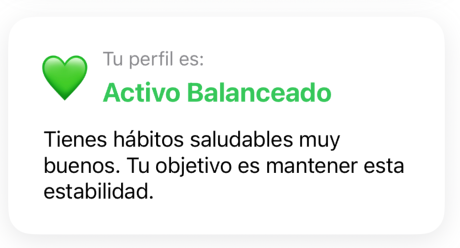 Tu perfil es:
Activo Balanceado
Tienes hábitos saludables muy
buenos. Tu objetivo es mantener esta
estabilidad.